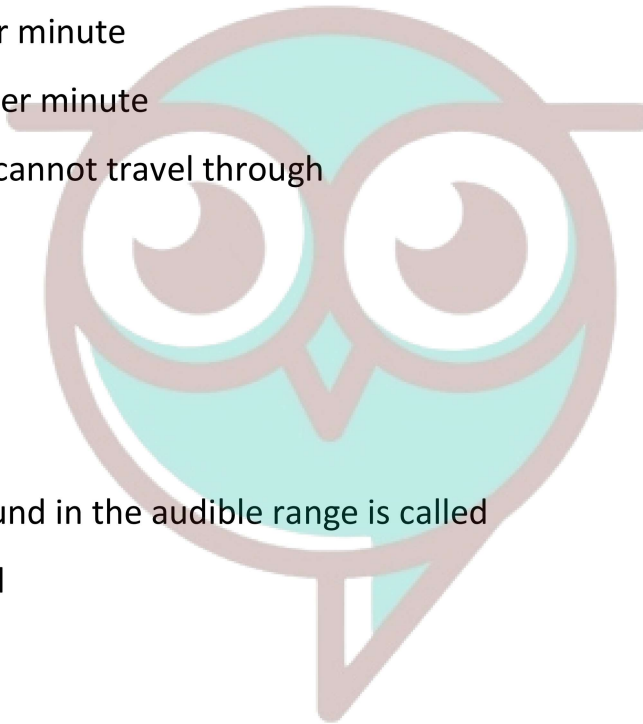 r minute
er minute
cannot travel through
und in the audible range is called